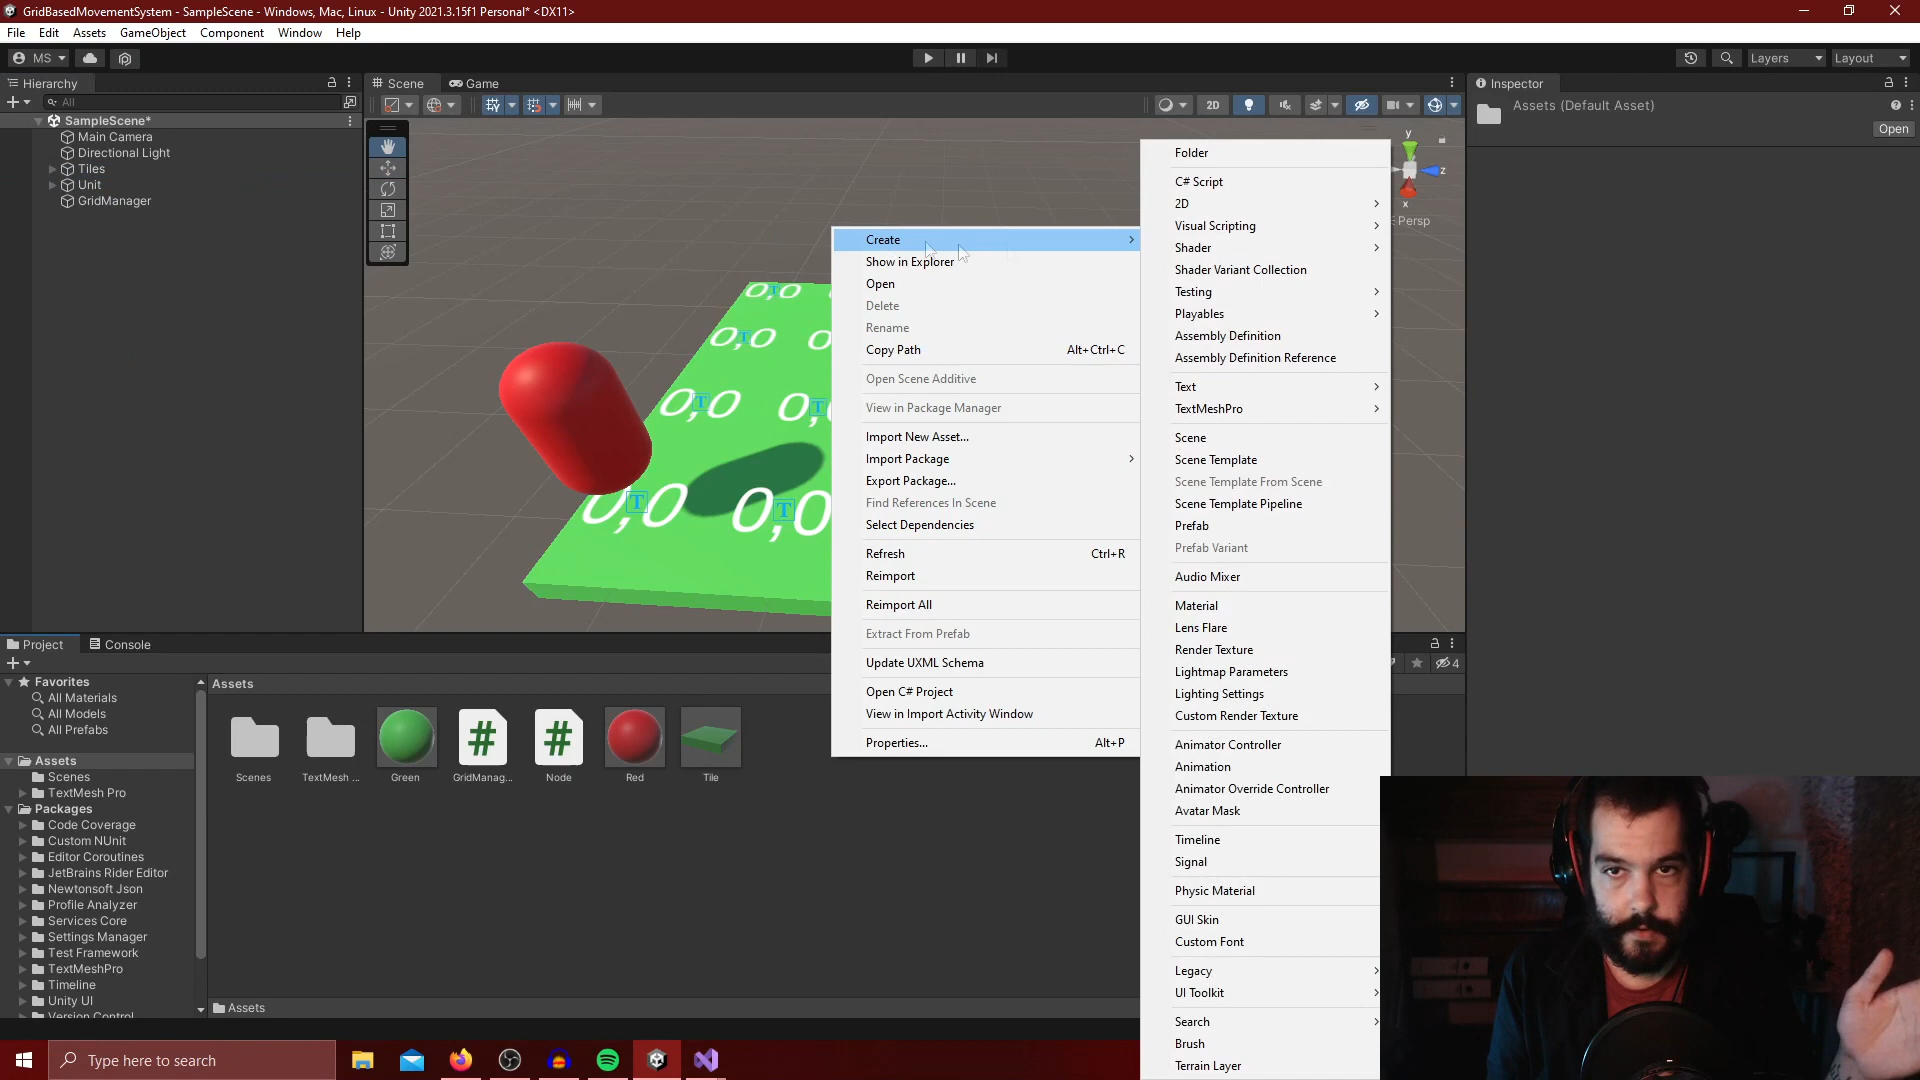 GridBasedMovementSystem - SampleScene - Windows, Mac, Linux - Unity 2021.3.15f1 Personal* <DX11>
File Edit Assets GameObject Component Window Help
MS Layers Layout
Hierarchy
All
SampleScene*
Main Camera
Directional Light
Tiles
Unit
GridManager
Scene Game
2D
y
z
x
Persp
0,0
0,0
0,0
0,0
0,0
Inspector
Assets (Default Asset)
Open
Create
Show in Explorer
Open
Delete
Rename
Copy Path Alt+Ctrl+C
Open Scene Additive
View in Package Manager
Import New Asset...
Import Package
Export Package...
Find References In Scene
Select Dependencies
Refresh Ctrl+R
Reimport
Reimport All
Extract From Prefab
Update UXML Schema
Open C# Project
View in Import Activity Window
Properties... Alt+P
Folder
C# Script
2D
Visual Scripting
Shader
Shader Variant Collection
Testing
Playables
Assembly Definition
Assembly Definition Reference
Text
TextMeshPro
Scene
Scene Template
Scene Template From Scene
Scene Template Pipeline
Prefab
Prefab Variant
Audio Mixer
Material
Lens Flare
Render Texture
Lightmap Parameters
Lighting Settings
Custom Render Texture
Animator Controller
Animation
Animator Override Controller
Avatar Mask
Timeline
Signal
Physic Material
GUI Skin
Custom Font
Legacy
UI Toolkit
Search
Brush
Terrain Layer
Project Console
4
Favorites
All Materials
All Models
All Prefabs
Assets
Scenes
TextMesh Pro
Packages
Code Coverage
Custom NUnit
Editor Coroutines
JetBrains Rider Editor
Newtonsoft Json
Profile Analyzer
Services Core
Settings Manager
Test Framework
TextMeshPro
Timeline
Unity UI
Version Control
Assets
Scenes
TextMesh ...
Green
GridManag...
Node
Red
Tile
Assets
Type here to search